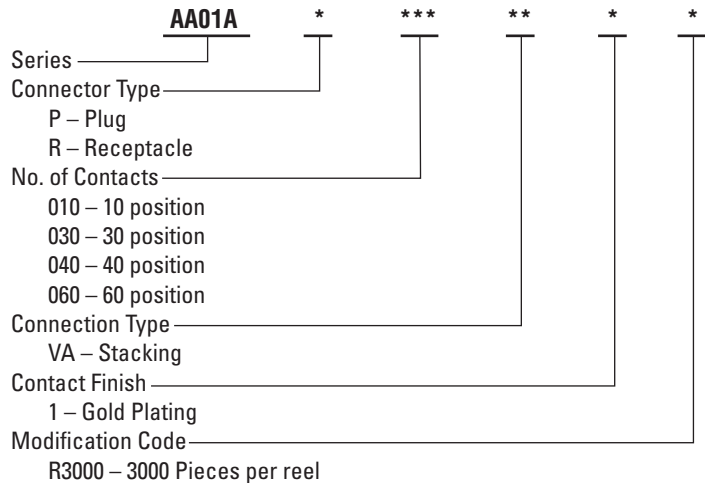 AA01A * *** ** * *
Series
Connector Type
P – Plug
R – Receptacle
No. of Contacts
010 – 10 position
030 – 30 position
040 – 40 position
060 – 60 position
Connection Type
VA – Stacking
Contact Finish
1 – Gold Plating
Modification Code
R3000 – 3000 Pieces per reel